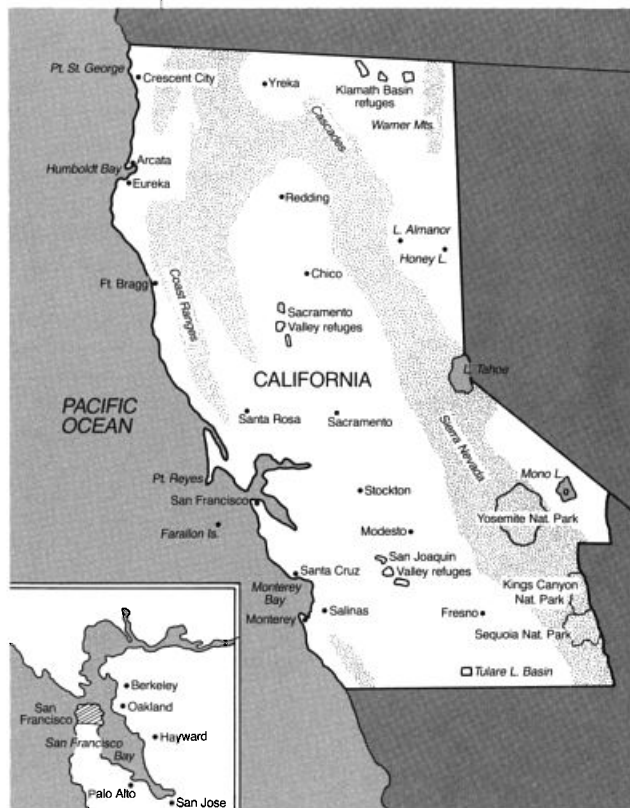 Pt. St. George
Crescent City
Yreka
Klamath Basin
refuges
Warner Mts.
Cascades
Arcata
Humboldt Bay
Eureka
Redding
L. Almanor
Honey L.
Ft. Bragg
Coast Ranges
Chico
Sacramento
Valley refuges
CALIFORNIA
L. Tahoe
PACIFIC
OCEAN
Santa Rosa
Sacramento
Sierra Nevada
Pt. Reyes
San Francisco
Stockton
Mono L.
Yosemite Nat. Park
Farallon Is.
Modesto
San Joaquin
Valley refuges
Santa Cruz
Monterey
Bay
Kings Canyon
Nat. Park
Monterey
Salinas
Fresno
Sequoia Nat. Park
Tulare L. Basin
Berkeley
Oakland
San
Francisco
Hayward
San Francisco
Bay
Palo Alto
San Jose